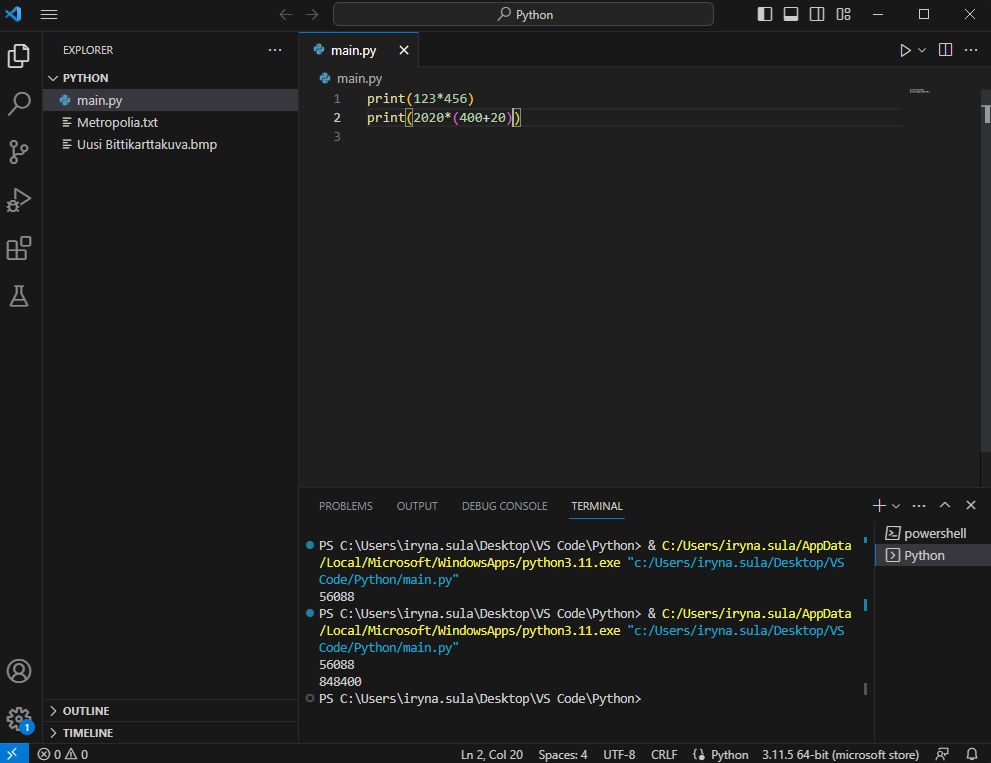 Python
EXPLORER
PYTHON
main.py
Metropolia.txt
Uusi Bittikarttakuva.bmp
main.py
main.py
1 print(123*456)
2 print(2020*(400+20))
3
PROBLEMS OUTPUT DEBUG CONSOLE TERMINAL
powershell
Python
PS C:\Users\iryna.sula\Desktop\VS Code\Python> & C:/Users/iryna.sula/AppData
/Local/Microsoft/WindowsApps/python3.11.exe "c:/Users/iryna.sula/Desktop/VS
Code/Python/main.py"
56088
PS C:\Users\iryna.sula\Desktop\VS Code\Python> & C:/Users/iryna.sula/AppData
/Local/Microsoft/WindowsApps/python3.11.exe "c:/Users/iryna.sula/Desktop/VS
Code/Python/main.py"
56088
848400
PS C:\Users\iryna.sula\Desktop\VS Code\Python>
OUTLINE
TIMELINE
1
0 0 Ln 2, Col 20 Spaces: 4 UTF-8 CRLF Python 3.11.5 64-bit (microsoft store)